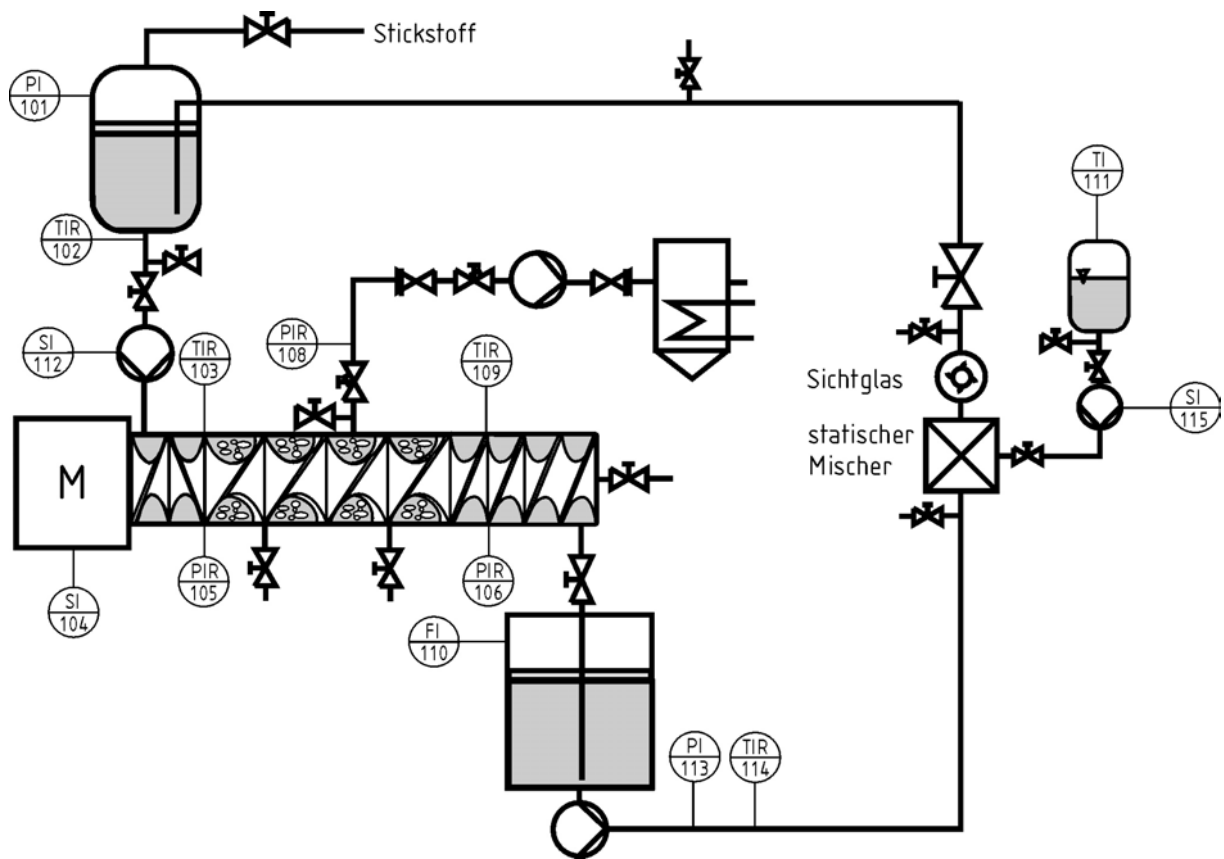 Stickstoff
PI
101
TI
111
TIR
102
SI
112
TIR
103
PIR
108
TIR
109
Sichtglas
SI
115
statischer
Mischer
M
PIR
105
PIR
106
SI
104
FI
110
PI
113
TIR
114